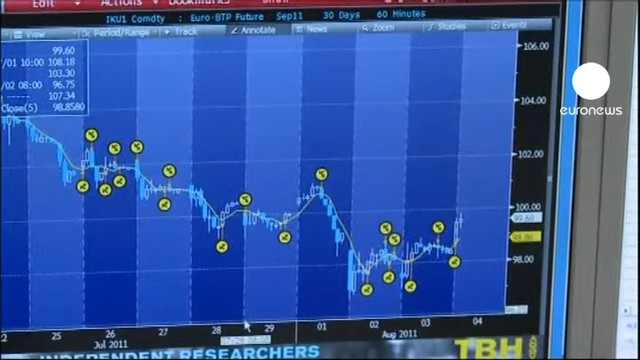 Edit Actions Bookmarks Show
IKU1 Comdty : Euro-BTP Future Sep11 30 Days 60 Minutes
View Period/Range Track Annotate News Zoom Studies Events
99.60
/01 10:00 108.18
103.30
/02 08:00 96.75
107.34
Close(5) 98.8580
euronews
106.00
104.00
102.00
100.00
99.60
98.86
98.00
25 26 27 28 29 01 02 03 04
Jul 2011 Aug 2011
INDEPENDENT RESEARCHERS TBH